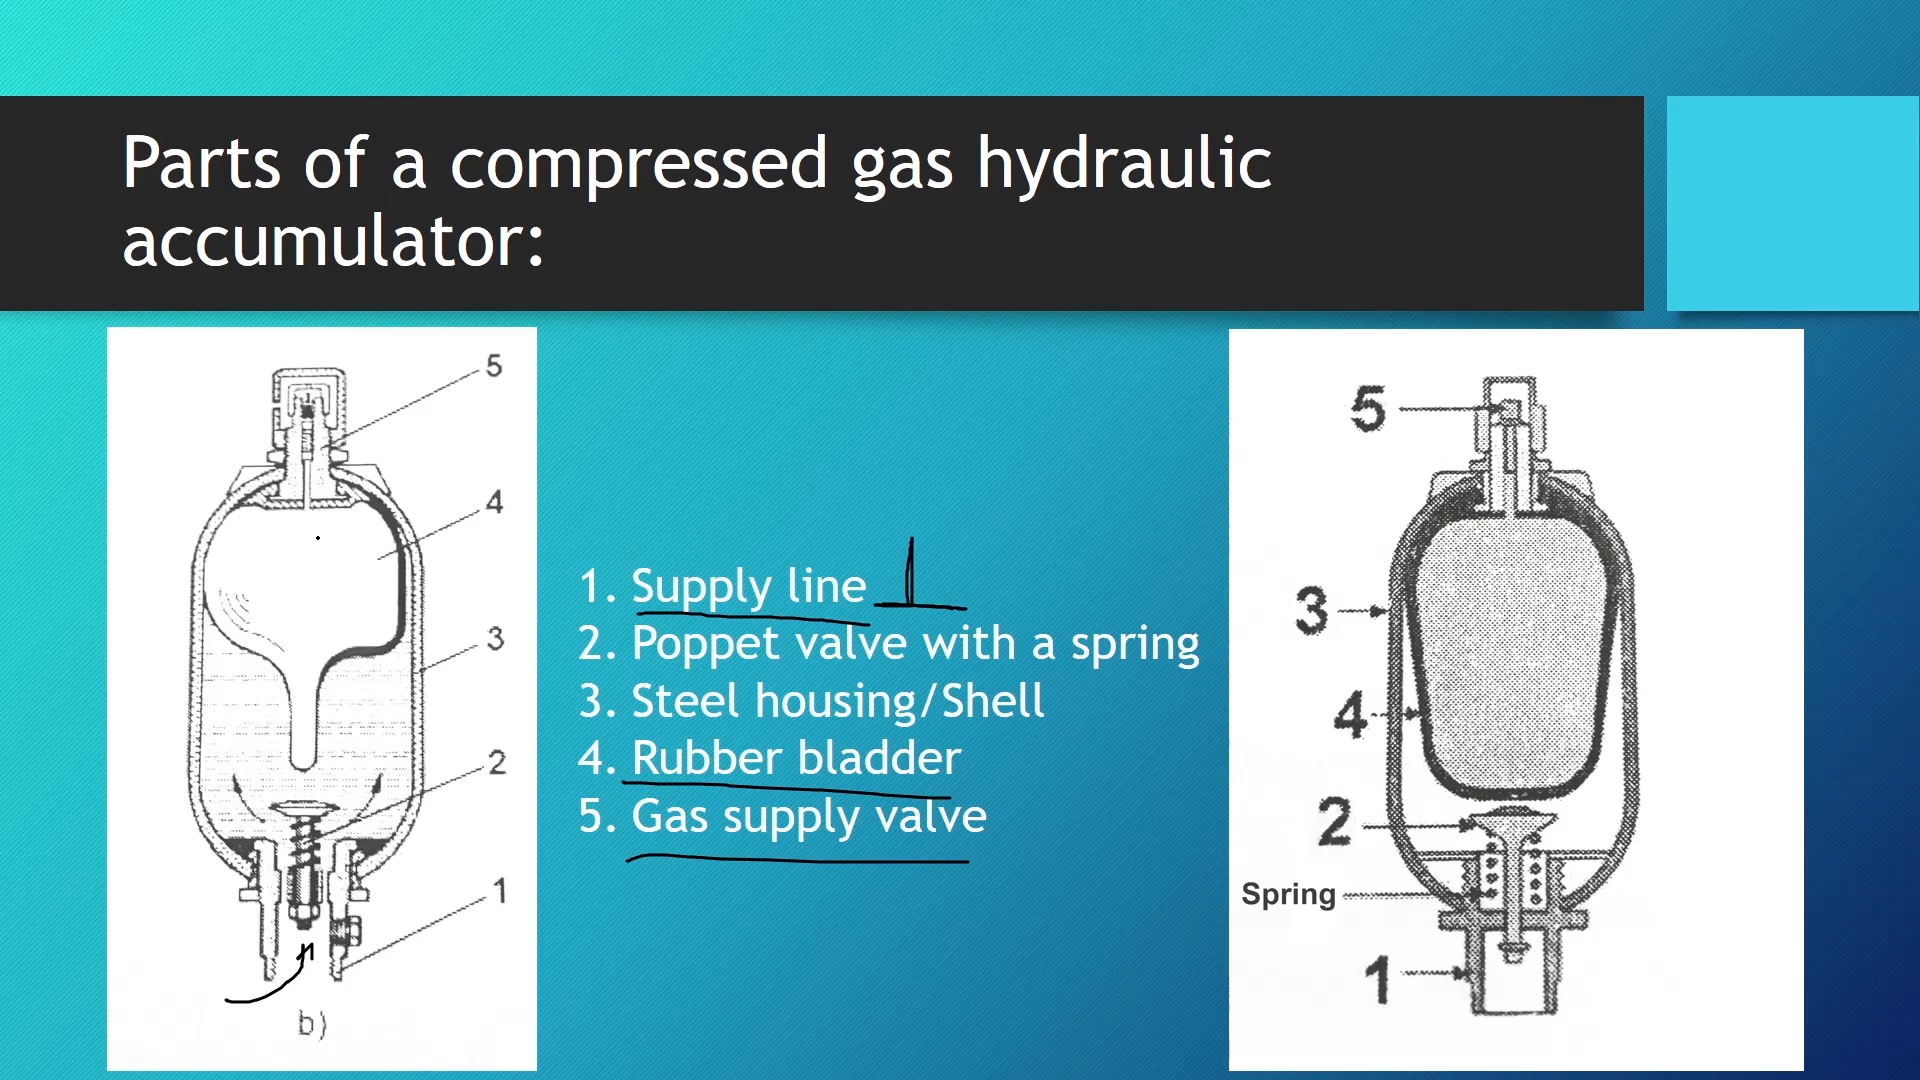 Parts of a compressed gas hydraulic
accumulator:
5
4
3
2
1
b)
1. Supply line
2. Poppet valve with a spring
3. Steel housing/Shell
4. Rubber bladder
5. Gas supply valve
5
3
4
2
Spring
1